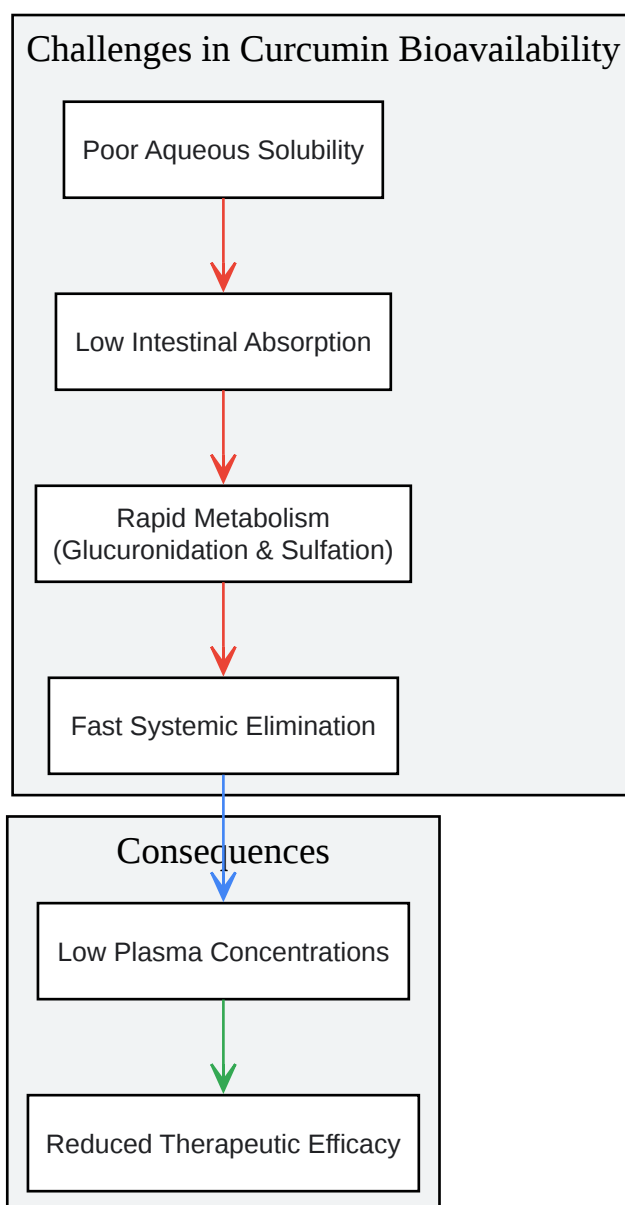 Challenges in Curcumin Bioavailability
Poor Aqueous Solubility
Low Intestinal Absorption
Rapid Metabolism
(Glucuronidation & Sulfation)
Fast Systemic Elimination
Consequences
Low Plasma Concentrations
Reduced Therapeutic Efficacy